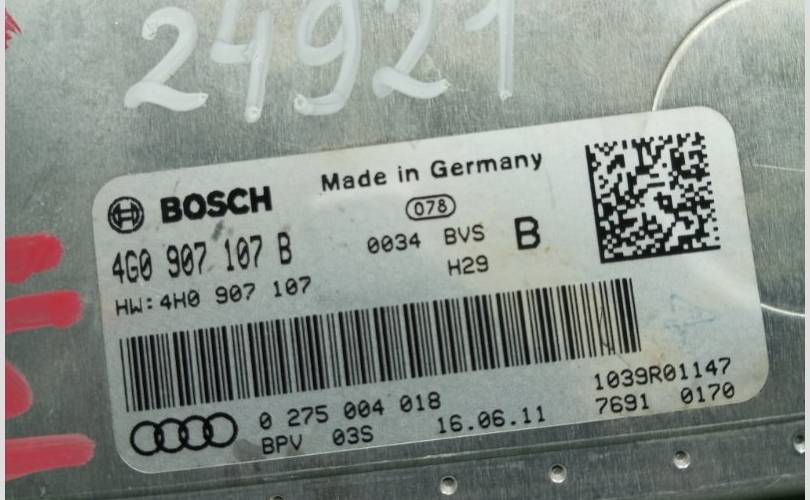 24921
BOSCH
Made in Germany
078
4G0 907 107 B
0034 BVS B
HW:4H0 907 107
H29
0 275 004 018
1039R01147
BPV 03S 16.06.11
7691 0170